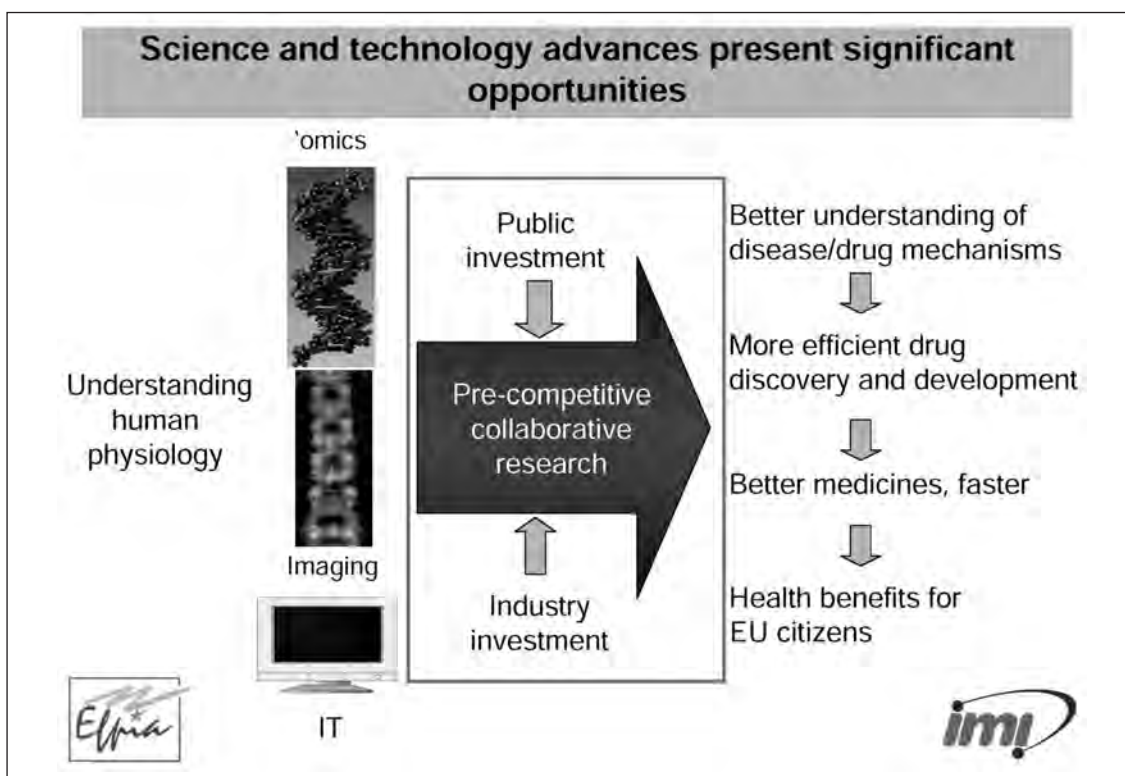 Science and technology advances present significant
opportunities
'omics
Understanding
human
physiology
Imaging
IT
Public
investment
Pre-competitive
collaborative
research
Industry
investment
Better understanding of
disease/drug mechanisms
More efficient drug
discovery and development
Better medicines, faster
Health benefits for
EU citizens
Efpia
imi